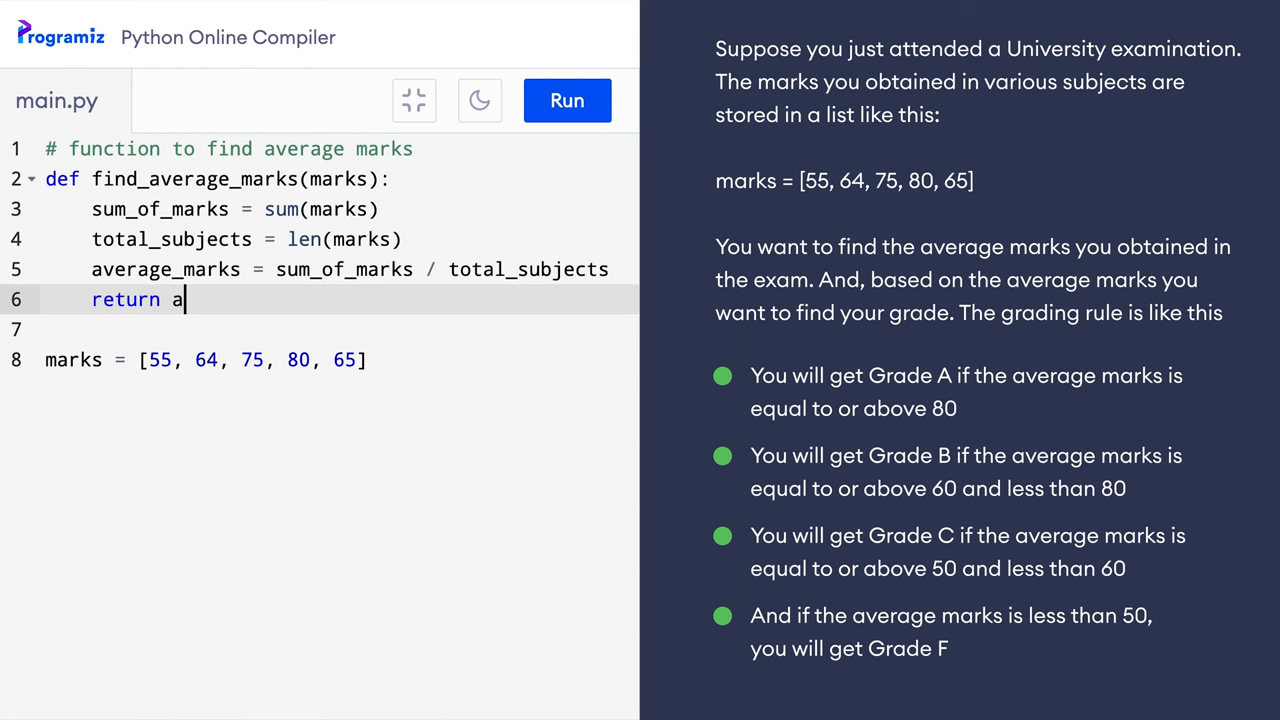 Programiz Python Online Compiler
main.py
Run
1 # function to find average marks
2 def find_average_marks(marks):
3     sum_of_marks = sum(marks)
4     total_subjects = len(marks)
5     average_marks = sum_of_marks / total_subjects
6     return a
7
8 marks = [55, 64, 75, 80, 65]
Suppose you just attended a University examination.
The marks you obtained in various subjects are
stored in a list like this:
marks = [55, 64, 75, 80, 65]
You want to find the average marks you obtained in
the exam. And, based on the average marks you
want to find your grade. The grading rule is like this
You will get Grade A if the average marks is
equal to or above 80
You will get Grade B if the average marks is
equal to or above 60 and less than 80
You will get Grade C if the average marks is
equal to or above 50 and less than 60
And if the average marks is less than 50,
you will get Grade F